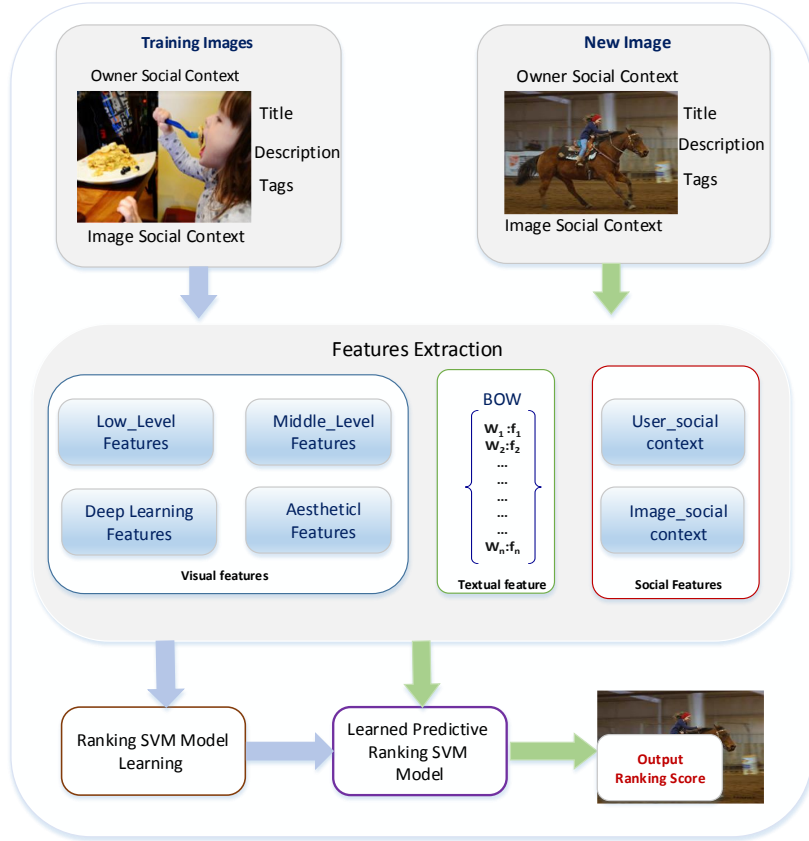 Training Images
Owner Social Context
Title
Description
Tags
Image Social Context
New Image
Owner Social Context
Title
Description
Tags
Image Social Context
Features Extraction
Low_Level
Features
Middle_Level
Features
Deep Learning
Features
Aestheticl
Features
Visual features
BOW
W₁:f₁
W₂:f₂
...
...
...
...
...
Wₙ:fₙ
Textual feature
User_social
context
Image_social
context
Social Features
Ranking SVM Model
Learning
Learned Predictive
Ranking SVM
Model
Output
Ranking Score